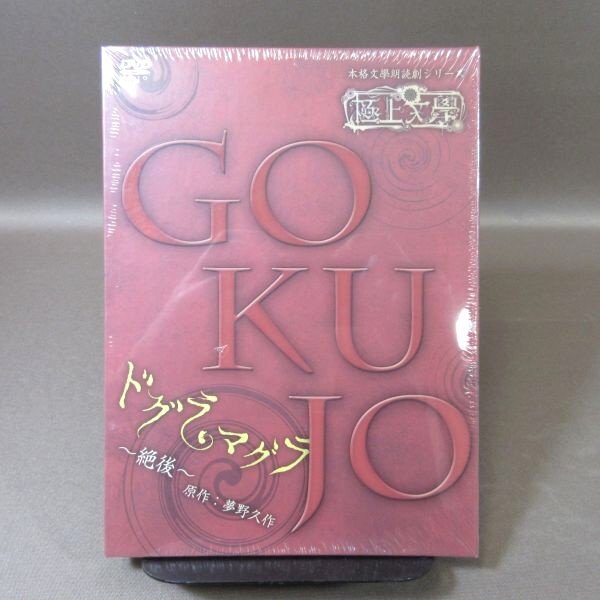 DVD
本格文學朗読劇シリーズ
極上文學
GO
KU
JO
ドグラ・マグラ
～絶後～
原作：夢野久作